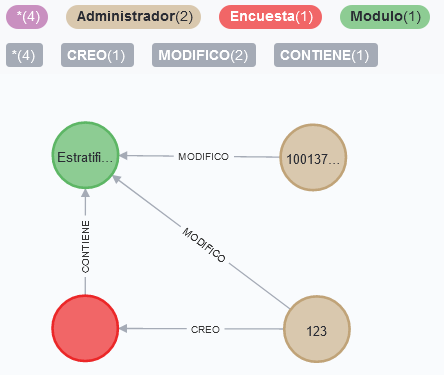 *(4) Administrador(2) Encuesta(1) Modulo(1)
*(4) CREO(1) MODIFICO(2) CONTIENE(1)
Estratifi... MODIFICO 100137...
MODIFICO
CONTIENE
CREO 123